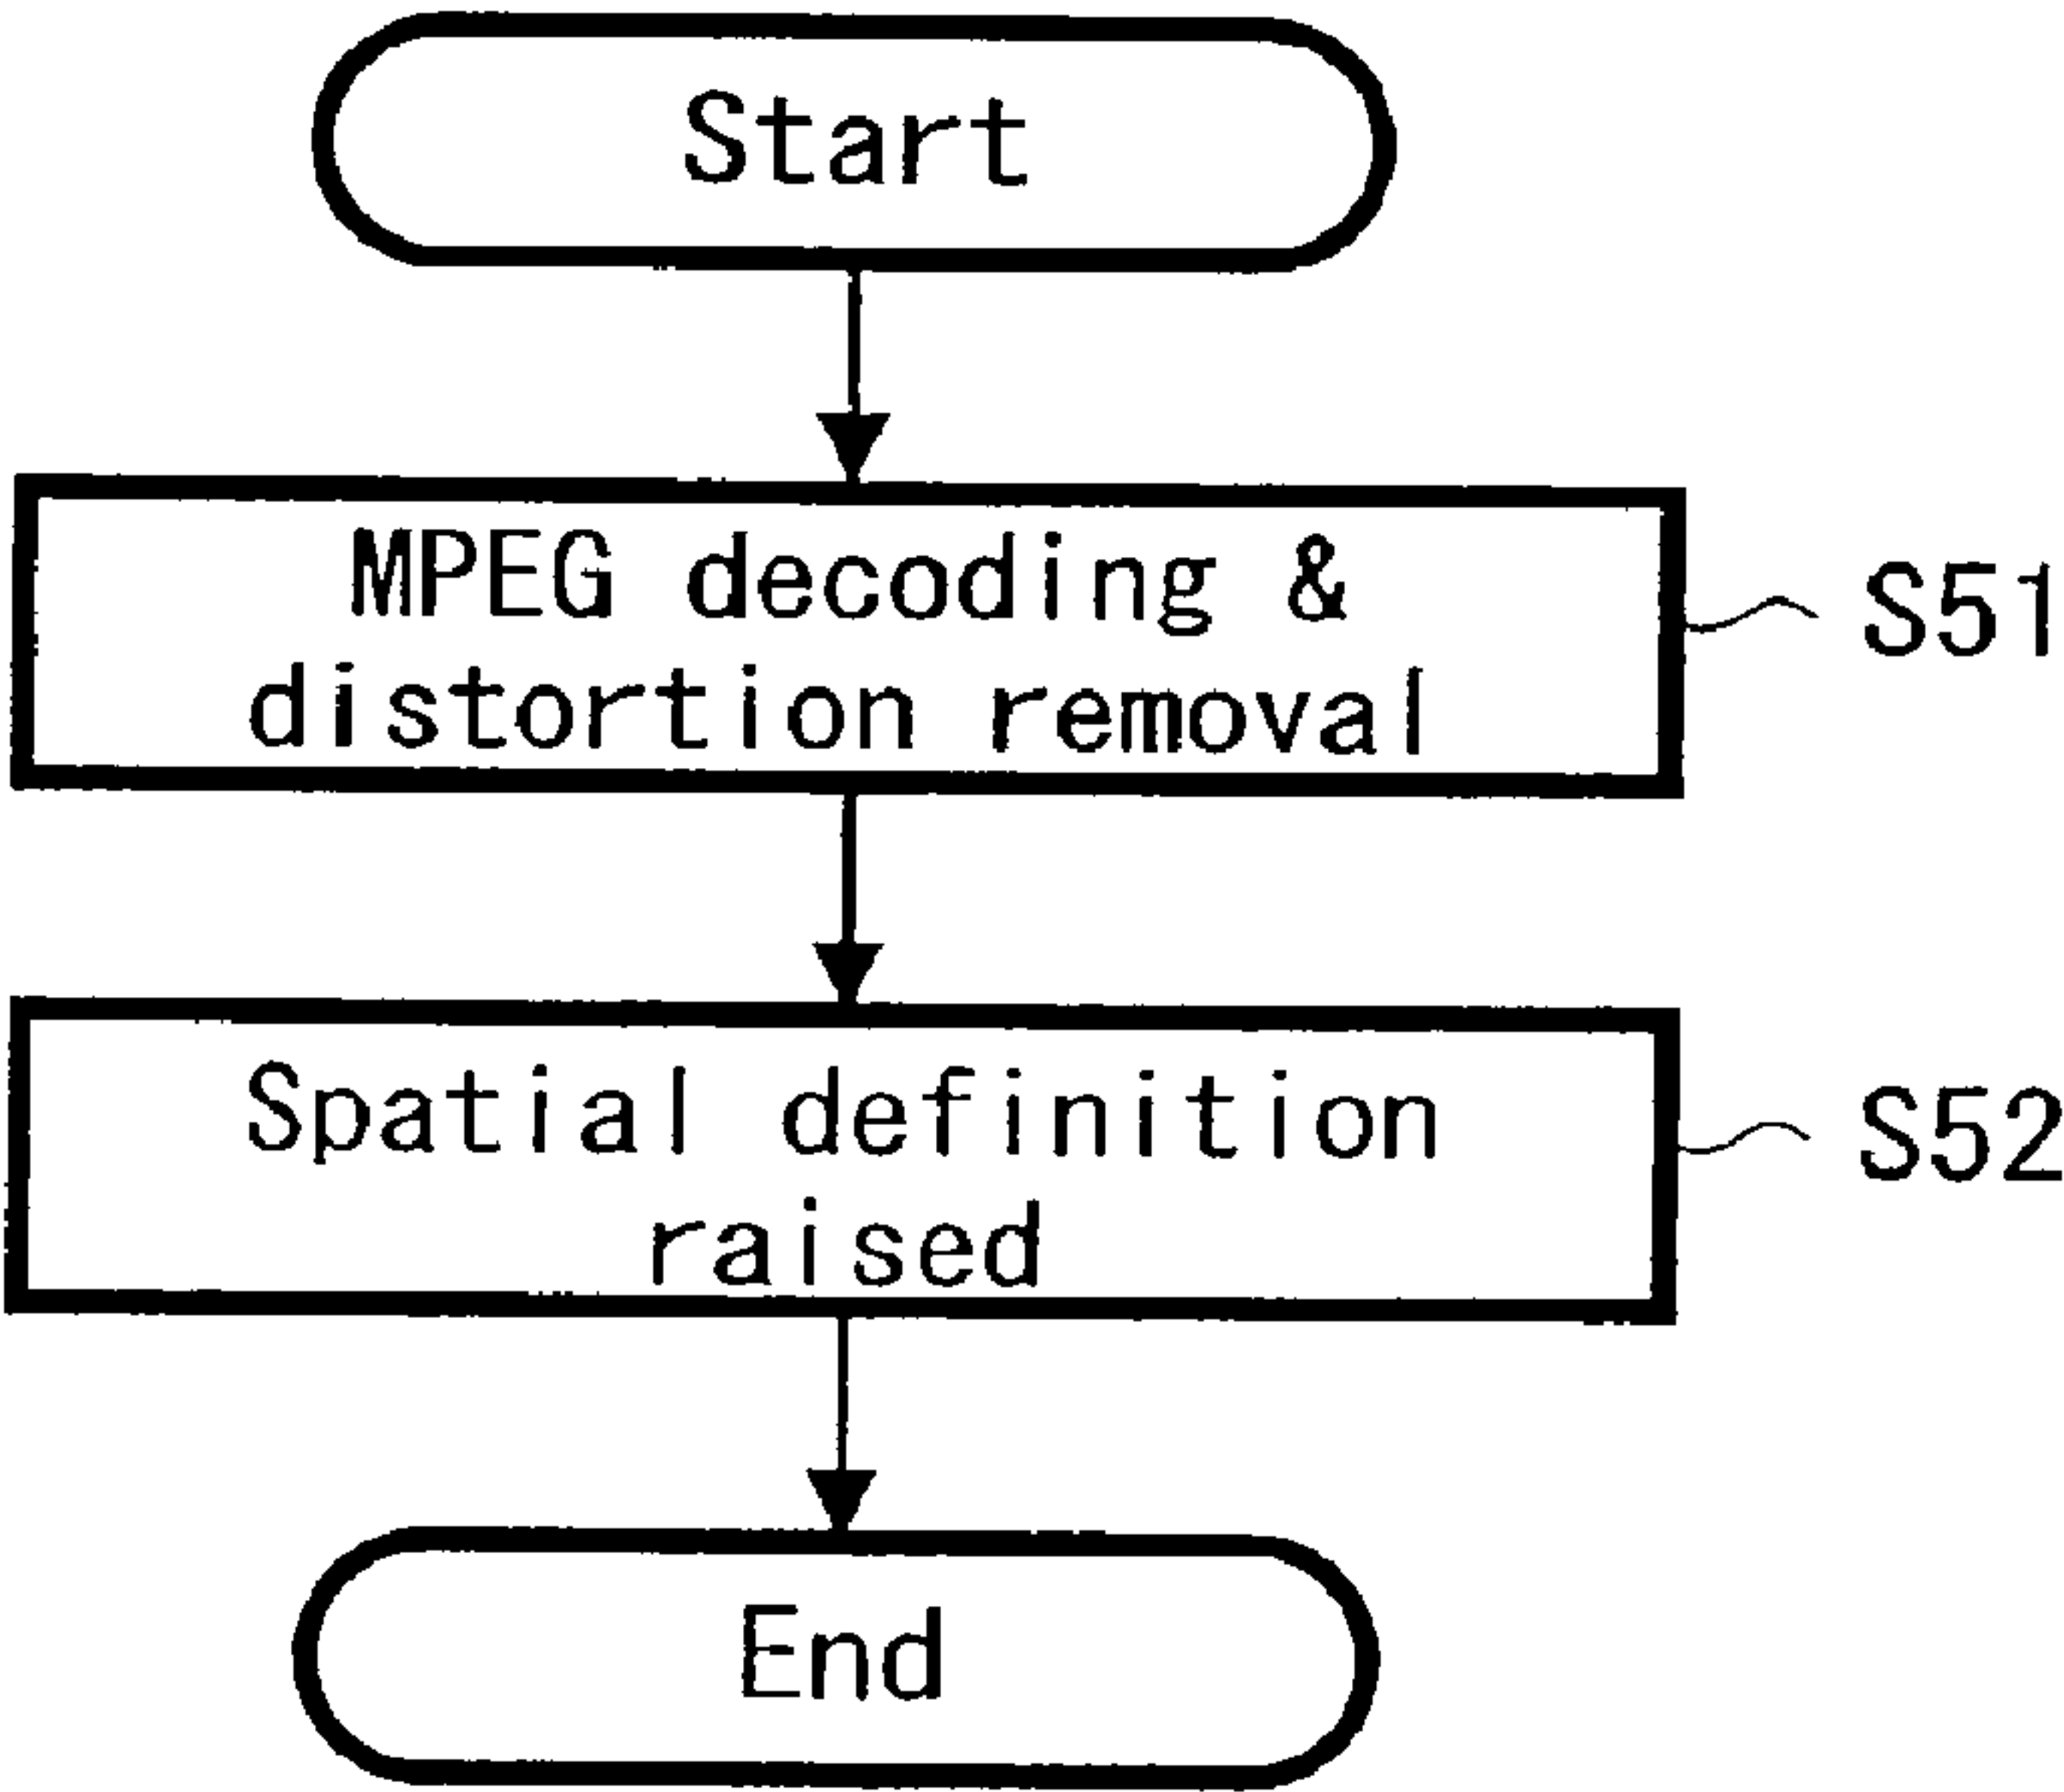 Start
MPEG decoding &
distortion removal
S51
Spatial definition
raised
S52
End